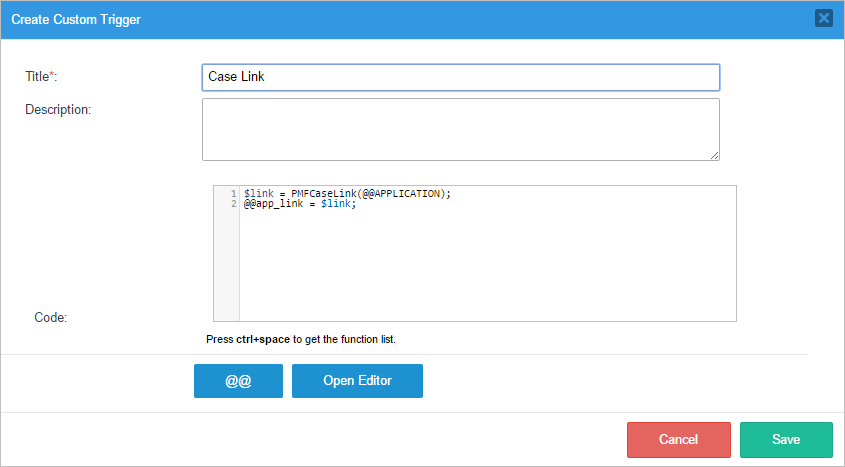 Create Custom Trigger
Title*:
Case Link
Description:
1 $link = PMFCaseLink(@@APPLICATION);
2 @@app_link = $link;
Code:
Press ctrl+space to get the function list.
@@ Open Editor
Cancel Save